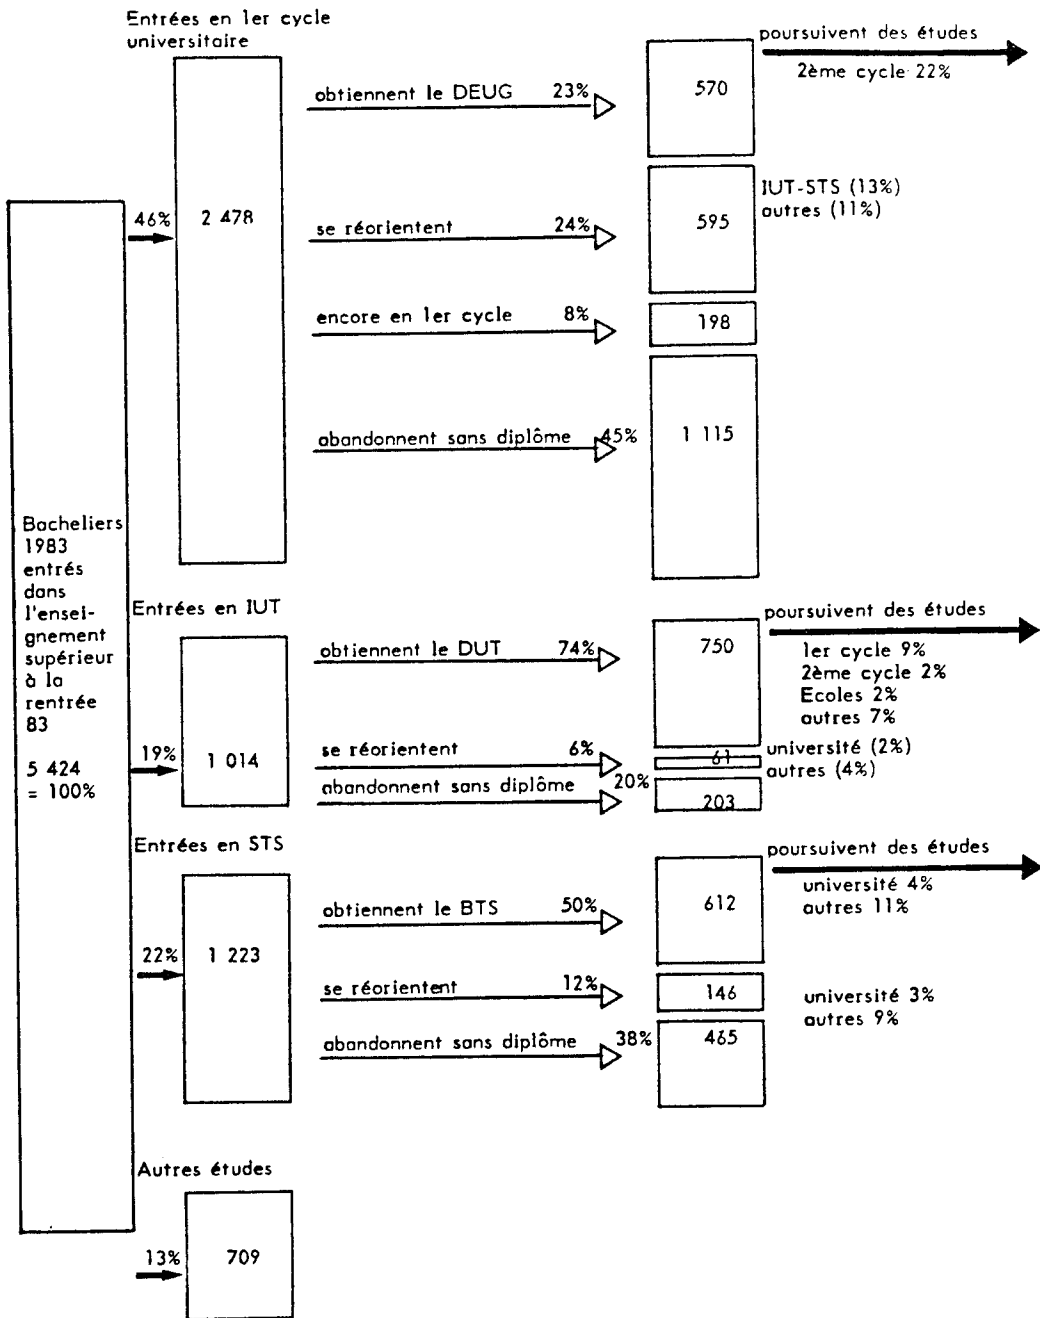 Entrées en 1er cycle
universitaire
46%
2 478
obtiennent le DEUG 23%
570
poursuivent des études
2ème cycle 22%
se réorientent 24%
595
IUT-STS (13%)
autres (11%)
encore en 1er cycle 8%
198
abandonnent sans diplôme 45%
1 115
Bacheliers
1983
entrés
dans
l'ensei-
gnement
supérieur
à la
rentrée
83
5 424
= 100%
Entrées en IUT
19%
1 014
obtiennent le DUT 74%
750
poursuivent des études
1er cycle 9%
2ème cycle 2%
Ecoles 2%
autres 7%
se réorientent 6%
61
université (2%)
autres (4%)
abandonnent sans diplôme 20%
203
Entrées en STS
22%
1 223
obtiennent le BTS 50%
612
poursuivent des études
université 4%
autres 11%
se réorientent 12%
146
université 3%
autres 9%
abandonnent sans diplôme 38%
465
Autres études
13%
709